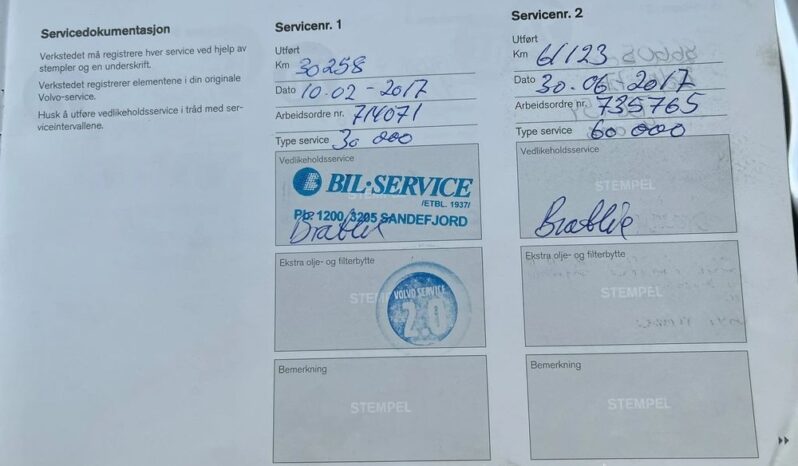 Servicedokumentasjon
Verkstedet må registrere hver service ved hjelp av
stempler og en underskrift.
Verkstedet registrerer elementene i din originale
Volvo-service.
Husk å utføre vedlikeholdsservice i tråd med ser-
viceintervallene.
Servicenr. 1
Utført
Km 30258
Dato 10.02-2017
Arbeidsordre nr. 714071
Type service 30 000
Vedlikeholdsservice
BIL·SERVICE
/ETBL. 1937/
Pb. 1200/3205 SANDEFJORD
Ekstra olje- og filterbytte
STEMPEL
VOLVO SERVICE
2.0
Bemerkning
STEMPEL
Servicenr. 2
Utført
Km 61123
Dato 30.06-2017
Arbeidsordre nr. 735765
Type service 60 000
Vedlikeholdsservice
STEMPEL
Ekstra olje- og filterbytte
STEMPEL
Bemerkning
STEMPEL